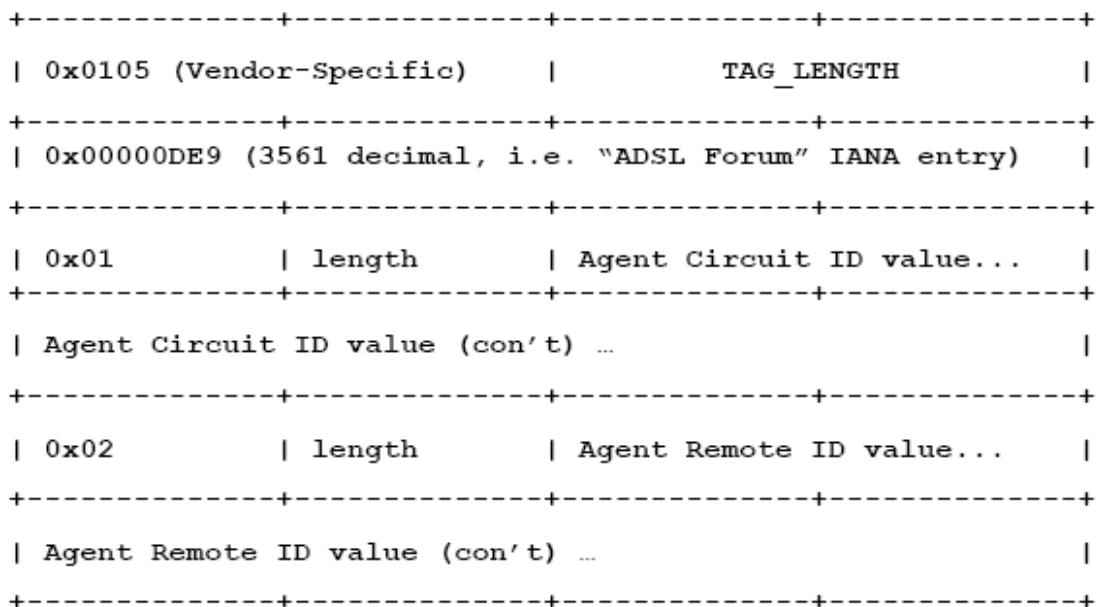 +--------------+--------------+--------------+--------------+
| 0x0105 (Vendor-Specific) | TAG_LENGTH |
+--------------+--------------+--------------+--------------+
| 0x00000DE9 (3561 decimal, i.e. “ADSL Forum” IANA entry) |
+--------------+--------------+--------------+--------------+
| 0x01 | length | Agent Circuit ID value... |
+--------------+--------------+--------------+--------------+
| Agent Circuit ID value (con’t) … |
+--------------+--------------+--------------+--------------+
| 0x02 | length | Agent Remote ID value... |
+--------------+--------------+--------------+--------------+
| Agent Remote ID value (con’t) … |
+--------------+--------------+--------------+--------------+